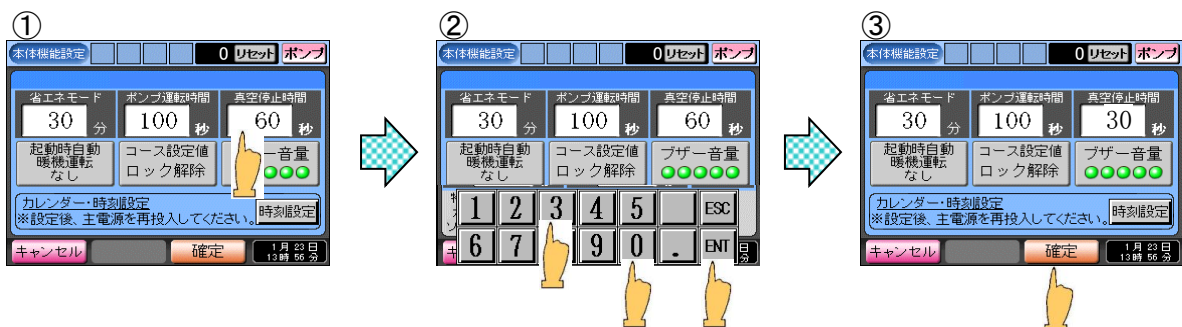 ①
本体機能設定 0 リセット ポンプ
省エネモード ポンプ運転時間 真空停止時間
30 分 100 秒 60 秒
起動時自動 コース設定値 ー音量
暖機運転 ロック解除
なし
カレンダー・時刻設定
※設定後、主電源を再投入してください。 時刻設定
キャンセル 確定 1月 23日
13時 56分
②
本体機能設定 0 リセット ポンプ
省エネモード ポンプ運転時間 真空停止時間
30 分 100 秒 60 秒
起動時自動 コース設定値 ブザー音量
暖機運転 ロック解除
なし
1 2 3 4 5 ESC
6 7 9 0 . ENT
③
本体機能設定 0 リセット ポンプ
省エネモード ポンプ運転時間 真空停止時間
30 分 100 秒 30 秒
起動時自動 コース設定値 ブザー音量
暖機運転 ロック解除
なし
カレンダー・時刻設定
※設定後、主電源を再投入してください。 時刻設定
キャンセル 確定 1月 23日
13時 56分